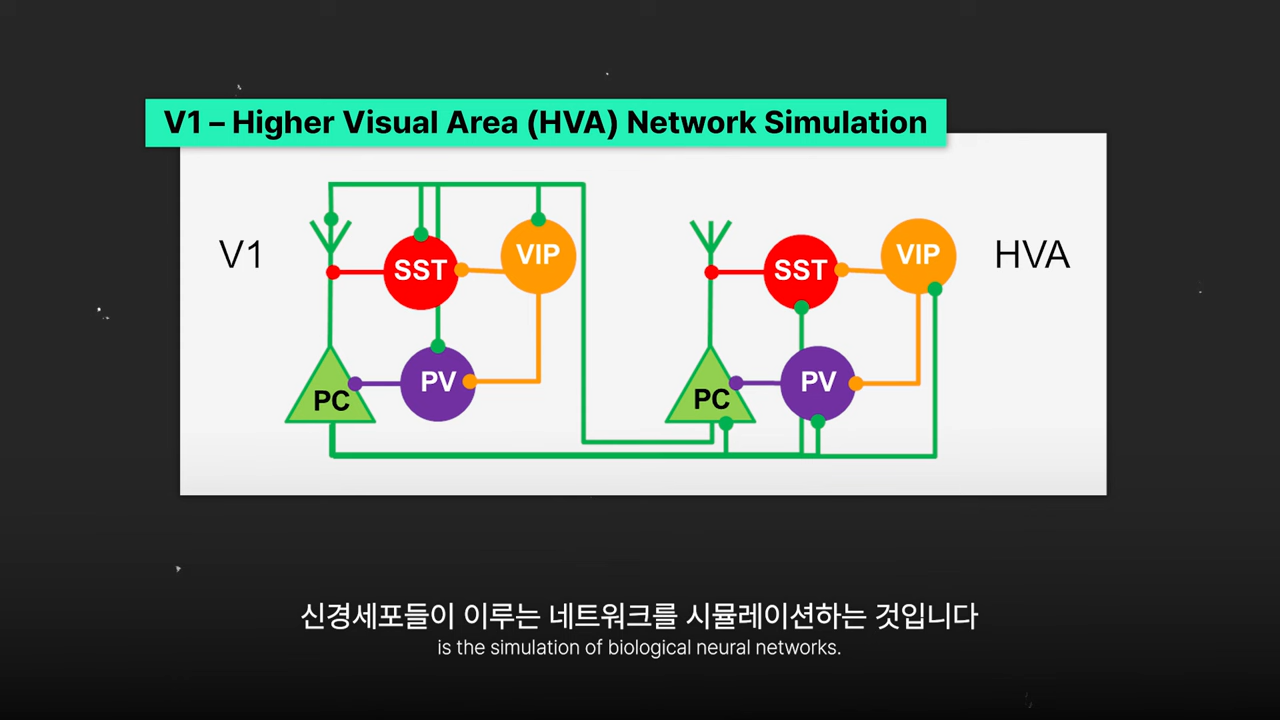 V1 – Higher Visual Area (HVA) Network Simulation
V1
SST
VIP
PC
PV
SST
VIP
HVA
PC
PV
신경세포들이 이루는 네트워크를 시뮬레이션하는 것입니다
is the simulation of biological neural networks.